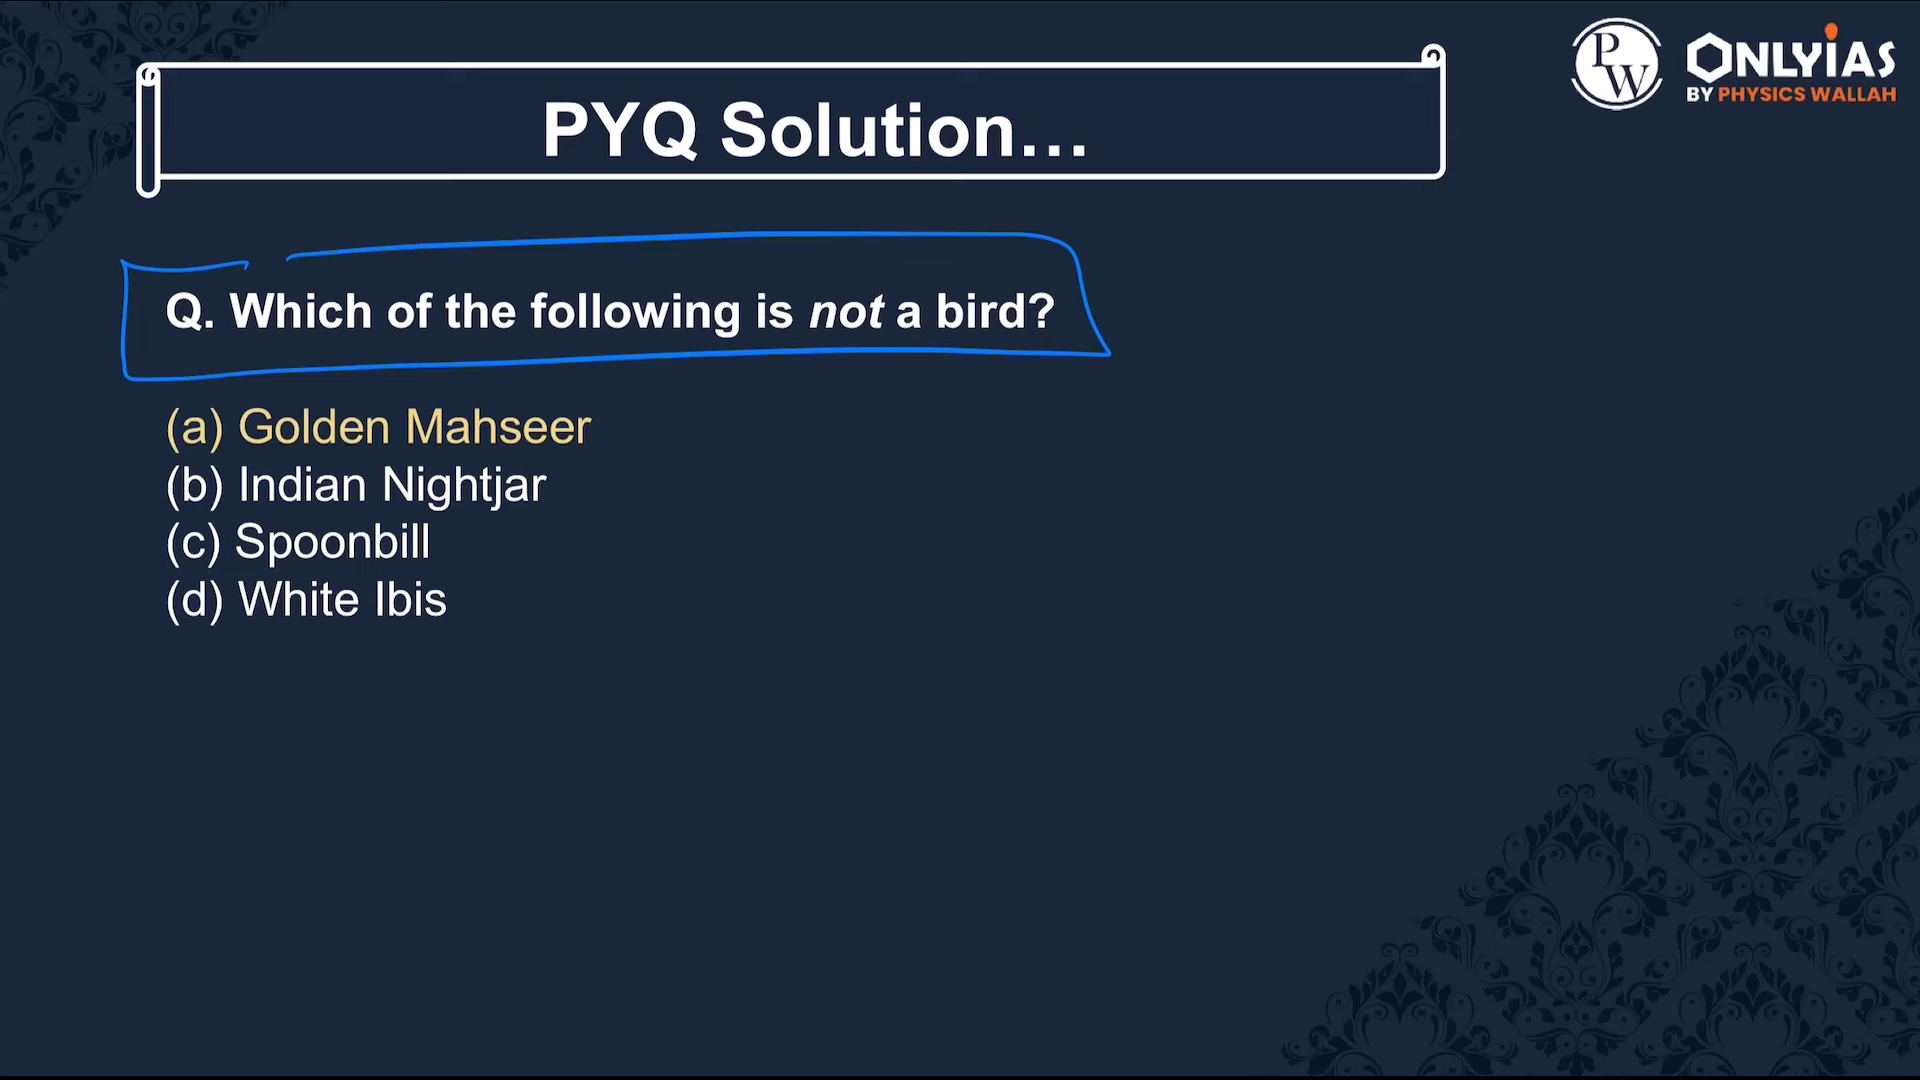 PW
ONLYIAS
BY PHYSICS WALLAH
PYQ Solution...
Q. Which of the following is not a bird?
(a) Golden Mahseer
(b) Indian Nightjar
(c) Spoonbill
(d) White Ibis